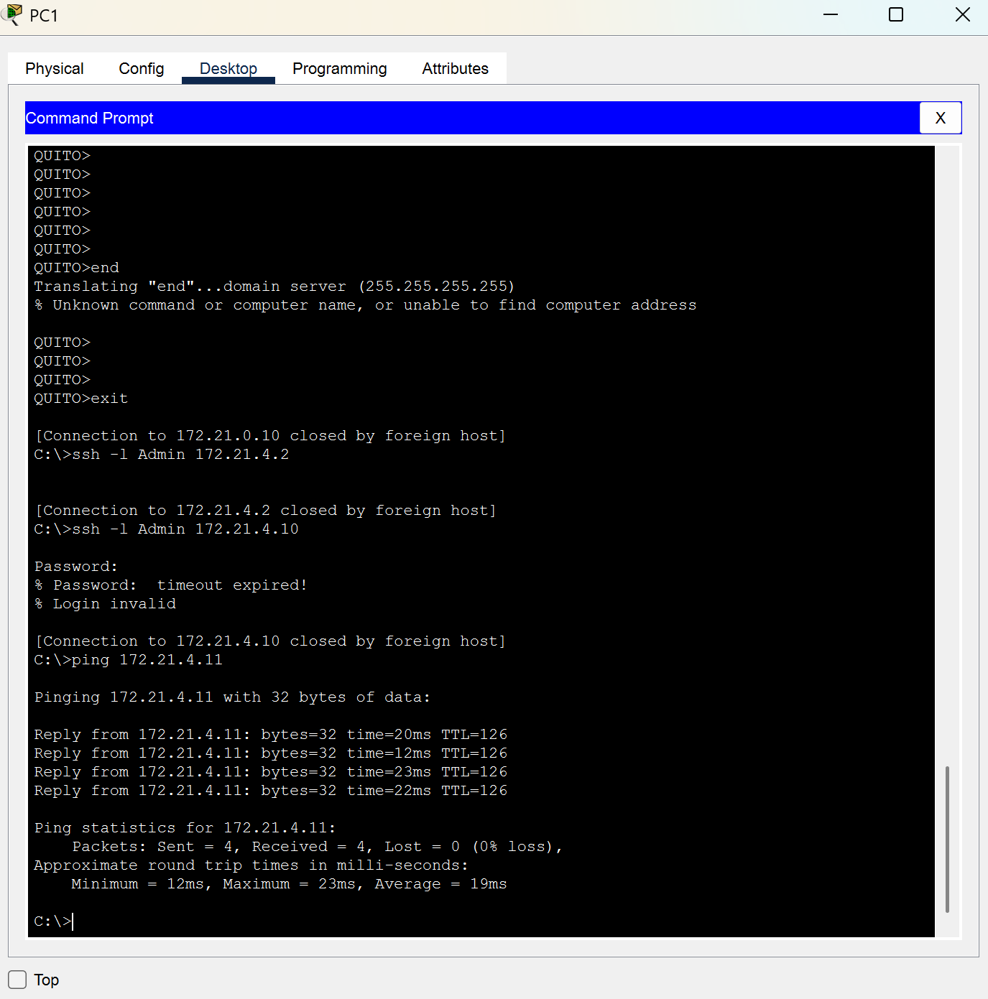 PC1
Physical Config Desktop Programming Attributes
Command Prompt X
QUITO>
QUITO>
QUITO>
QUITO>
QUITO>
QUITO>
QUITO>end
Translating "end"...domain server (255.255.255.255)
% Unknown command or computer name, or unable to find computer address
QUITO>
QUITO>
QUITO>
QUITO>exit
[Connection to 172.21.0.10 closed by foreign host]
C:\>ssh -l Admin 172.21.4.2
[Connection to 172.21.4.2 closed by foreign host]
C:\>ssh -l Admin 172.21.4.10
Password:
% Password:  timeout expired!
% Login invalid
[Connection to 172.21.4.10 closed by foreign host]
C:\>ping 172.21.4.11
Pinging 172.21.4.11 with 32 bytes of data:
Reply from 172.21.4.11: bytes=32 time=20ms TTL=126
Reply from 172.21.4.11: bytes=32 time=12ms TTL=126
Reply from 172.21.4.11: bytes=32 time=23ms TTL=126
Reply from 172.21.4.11: bytes=32 time=22ms TTL=126
Ping statistics for 172.21.4.11:
    Packets: Sent = 4, Received = 4, Lost = 0 (0% loss),
Approximate round trip times in milli-seconds:
    Minimum = 12ms, Maximum = 23ms, Average = 19ms
C:\>
Top